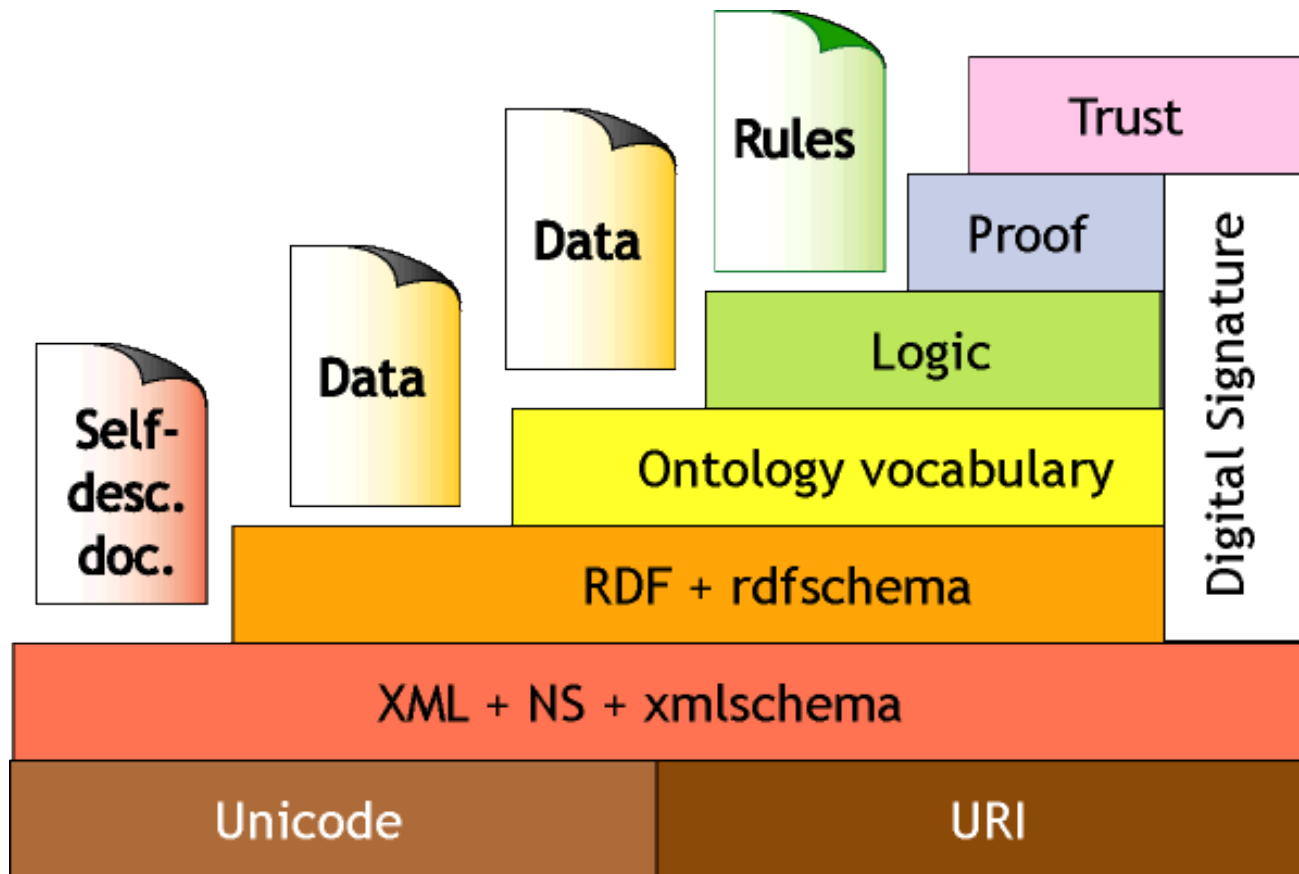 Rules
Trust
Data
Proof
Data
Logic
Self-
desc.
doc.
Ontology vocabulary
Digital Signature
RDF + rdfschema
XML + NS + xmlschema
Unicode
URI